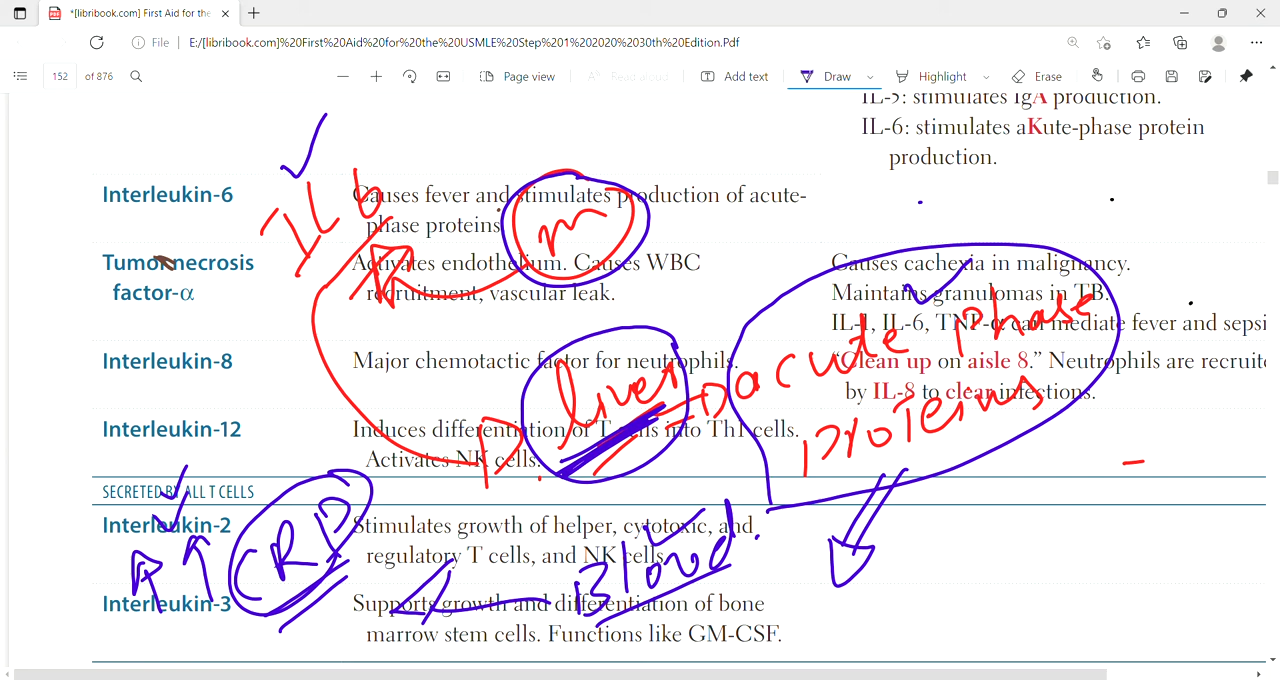 *[libribook.com] First Aid for the
File E:/[libribook.com]%20First%20Aid%20for%20the%20USMLE%20Step%201%202020%2030th%20Edition.Pdf
152 of 876 Page view Read aloud Add text Draw Highlight Erase
IL-5: stimulates IgA production.
IL-6: stimulates aKute-phase protein
production.
Interleukin-6 Causes fever and stimulates production of acute-
phase proteins.
IL 6
m
Tumor necrosis Activates endothelium. Causes WBC Causes cachexia in malignancy.
factor-α recruitment, vascular leak. Maintains granulomas in TB.
IL-1, IL-6, TNF-α can mediate fever and sepsi
Interleukin-8 Major chemotactic factor for neutrophils. “Clean up on aisle 8.” Neutrophils are recruite
by IL-8 to clean infections.
liver acute phase
proteins
Interleukin-12 Induces differentiation of T cells into Th1 cells.
Activates NK cells.
SECRETED BY ALL T CELLS
Interleukin-2 Stimulates growth of helper, cytotoxic, and
regulatory T cells, and NK cells.
CRP
Blood
Interleukin-3 Supports growth and differentiation of bone
marrow stem cells. Functions like GM-CSF.